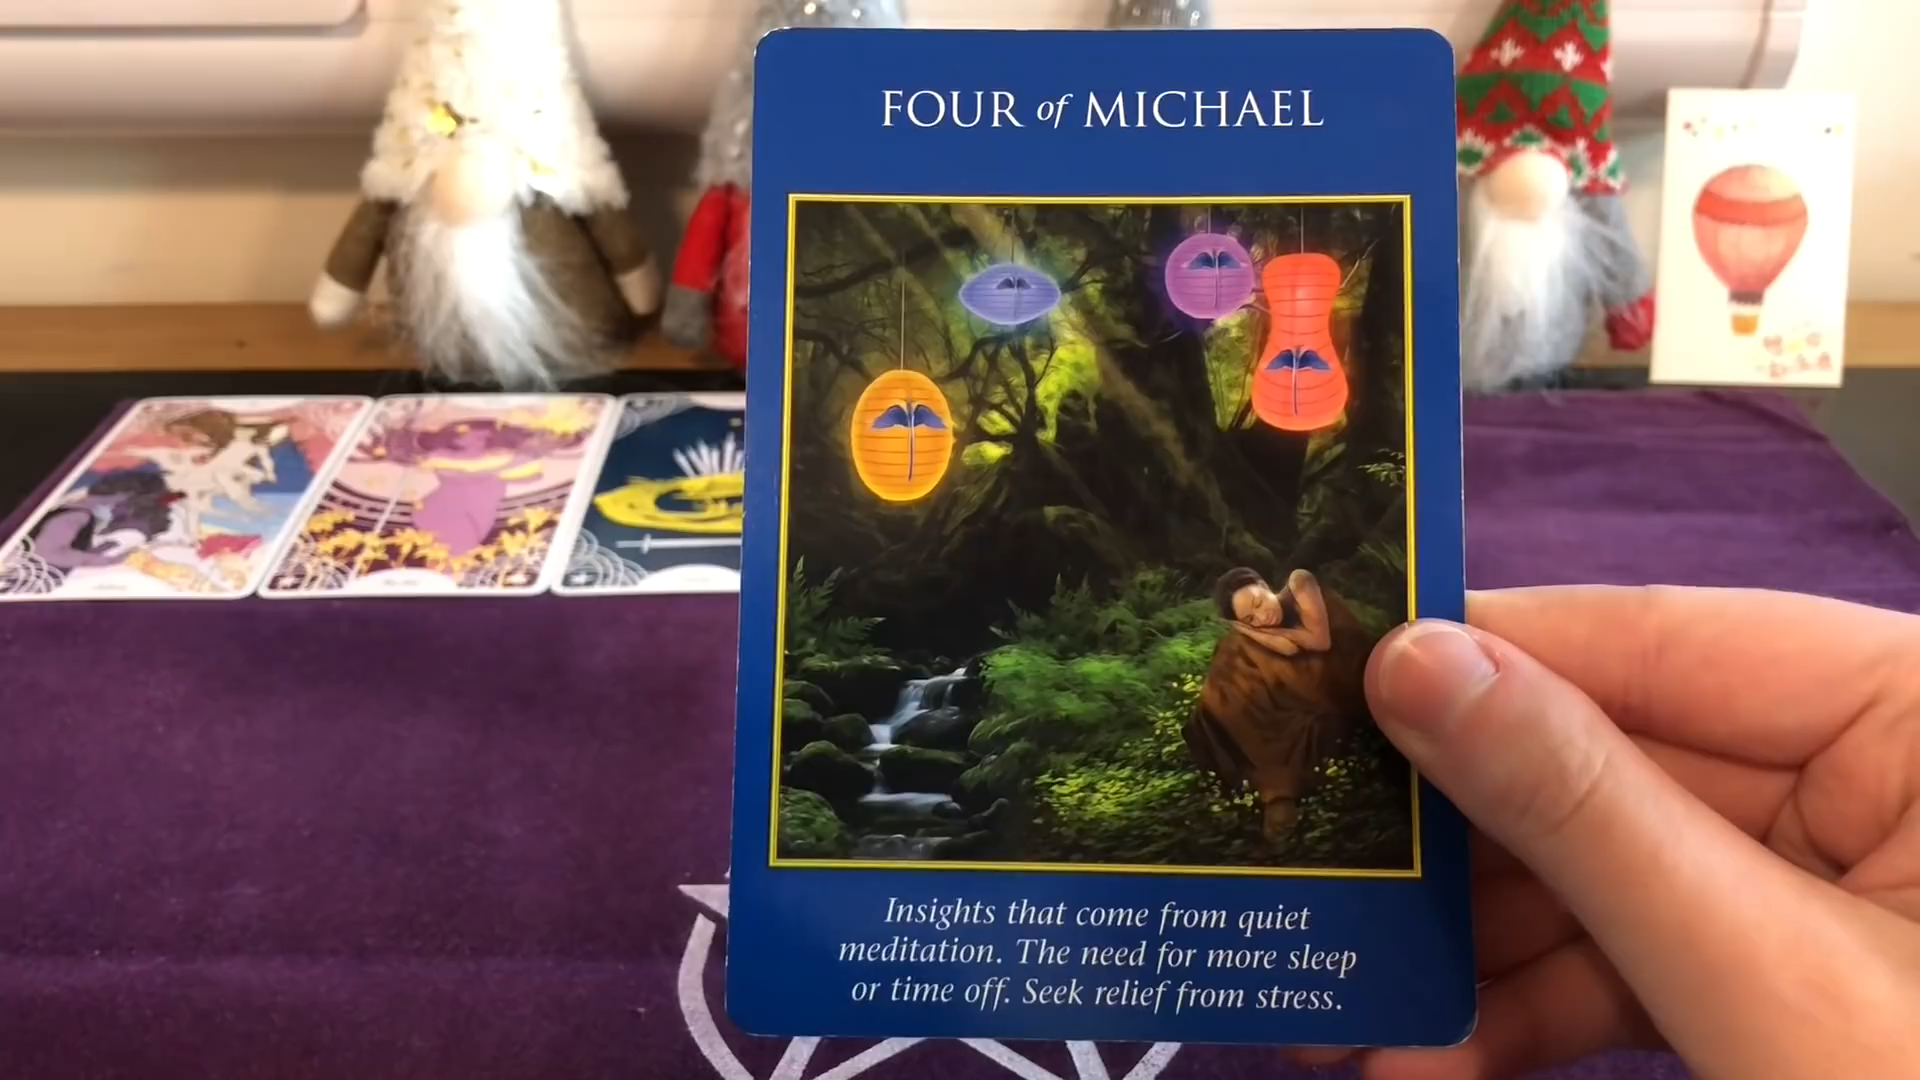 FOUR of MICHAEL
Insights that come from quiet
meditation. The need for more sleep
or time off. Seek relief from stress.